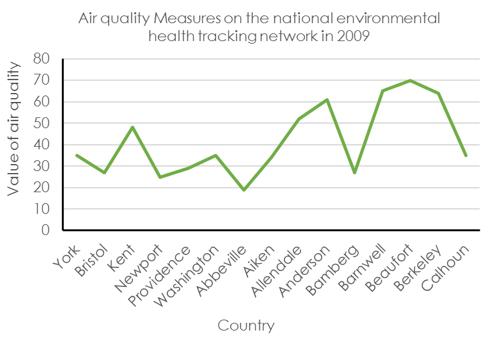 Air quality Measures on the national environmental
health tracking network in 2009
Value of air quality
80
70
60
50
40
30
20
10
0
York
Bristol
Kent
Newport
Providence
Washington
Abbeville
Aiken
Allendale
Anderson
Bamberg
Barnwell
Beaufort
Berkeley
Calhoun
Country